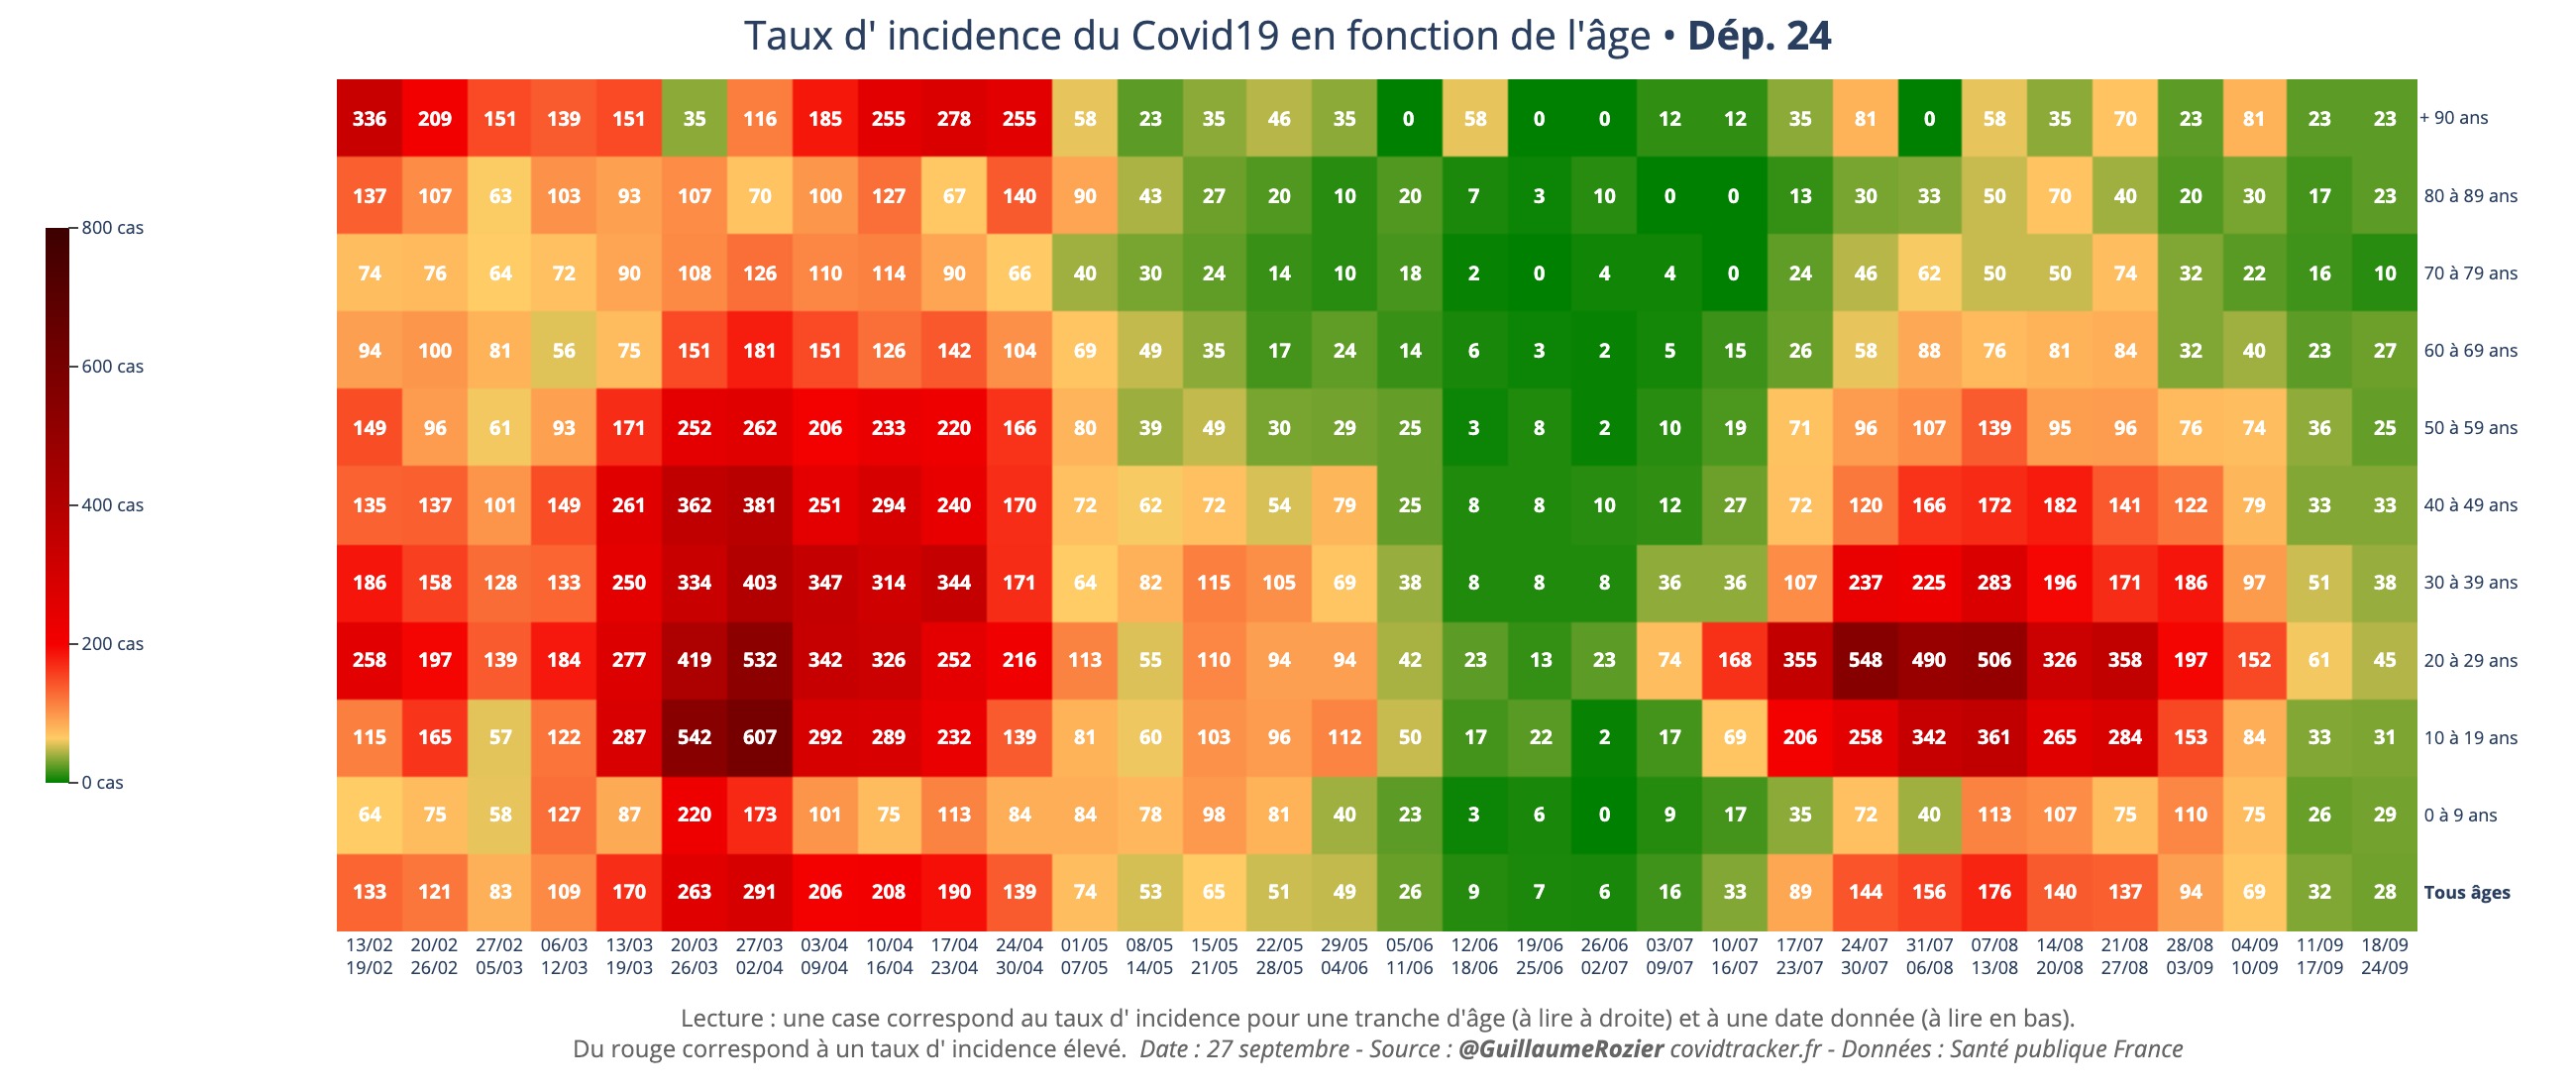 Taux d' incidence du Covid19 en fonction de l'âge • Dép. 24
336 209 151 139 151 35 116 185 255 278 255 58 23 35 46 35 0 58 0 0 12 12 35 81 0 58 35 70 23 81 23 23 + 90 ans
137 107 63 103 93 107 70 100 127 67 140 90 43 27 20 10 20 7 3 10 0 0 13 30 33 50 70 40 20 30 17 23 80 à 89 ans
800 cas
74 76 64 72 90 108 126 110 114 90 66 40 30 24 14 10 18 2 0 4 4 0 24 46 62 50 50 74 32 22 16 10 70 à 79 ans
94 100 81 56 75 151 181 151 126 142 104 69 49 35 17 24 14 6 3 2 5 15 26 58 88 76 81 84 32 40 23 27 60 à 69 ans
600 cas
149 96 61 93 171 252 262 206 233 220 166 80 39 49 30 29 25 3 8 2 10 19 71 96 107 139 95 96 76 74 36 25 50 à 59 ans
400 cas
135 137 101 149 261 362 381 251 294 240 170 72 62 72 54 79 25 8 8 10 12 27 72 120 166 172 182 141 122 79 33 33 40 à 49 ans
186 158 128 133 250 334 403 347 314 344 171 64 82 115 105 69 38 8 8 8 36 36 107 237 225 283 196 171 186 97 51 38 30 à 39 ans
200 cas
258 197 139 184 277 419 532 342 326 252 216 113 55 110 94 94 42 23 13 23 74 168 355 548 490 506 326 358 197 152 61 45 20 à 29 ans
115 165 57 122 287 542 607 292 289 232 139 81 60 103 96 112 50 17 22 2 17 69 206 258 342 361 265 284 153 84 33 31 10 à 19 ans
0 cas
64 75 58 127 87 220 173 101 75 113 84 84 78 98 81 40 23 3 6 0 9 17 35 72 40 113 107 75 110 75 26 29 0 à 9 ans
133 121 83 109 170 263 291 206 208 190 139 74 53 65 51 49 26 9 7 6 16 33 89 144 156 176 140 137 94 69 32 28 Tous âges
13/02 20/02 27/02 06/03 13/03 20/03 27/03 03/04 10/04 17/04 24/04 01/05 08/05 15/05 22/05 29/05 05/06 12/06 19/06 26/06 03/07 10/07 17/07 24/07 31/07 07/08 14/08 21/08 28/08 04/09 11/09 18/09
19/02 26/02 05/03 12/03 19/03 26/03 02/04 09/04 16/04 23/04 30/04 07/05 14/05 21/05 28/05 04/06 11/06 18/06 25/06 02/07 09/07 16/07 23/07 30/07 06/08 13/08 20/08 27/08 03/09 10/09 17/09 24/09
Lecture : une case correspond au taux d' incidence pour une tranche d'âge (à lire à droite) et à une date donnée (à lire en bas).
Du rouge correspond à un taux d' incidence élevé. Date : 27 septembre - Source : @GuillaumeRozier covidtracker.fr - Données : Santé publique France